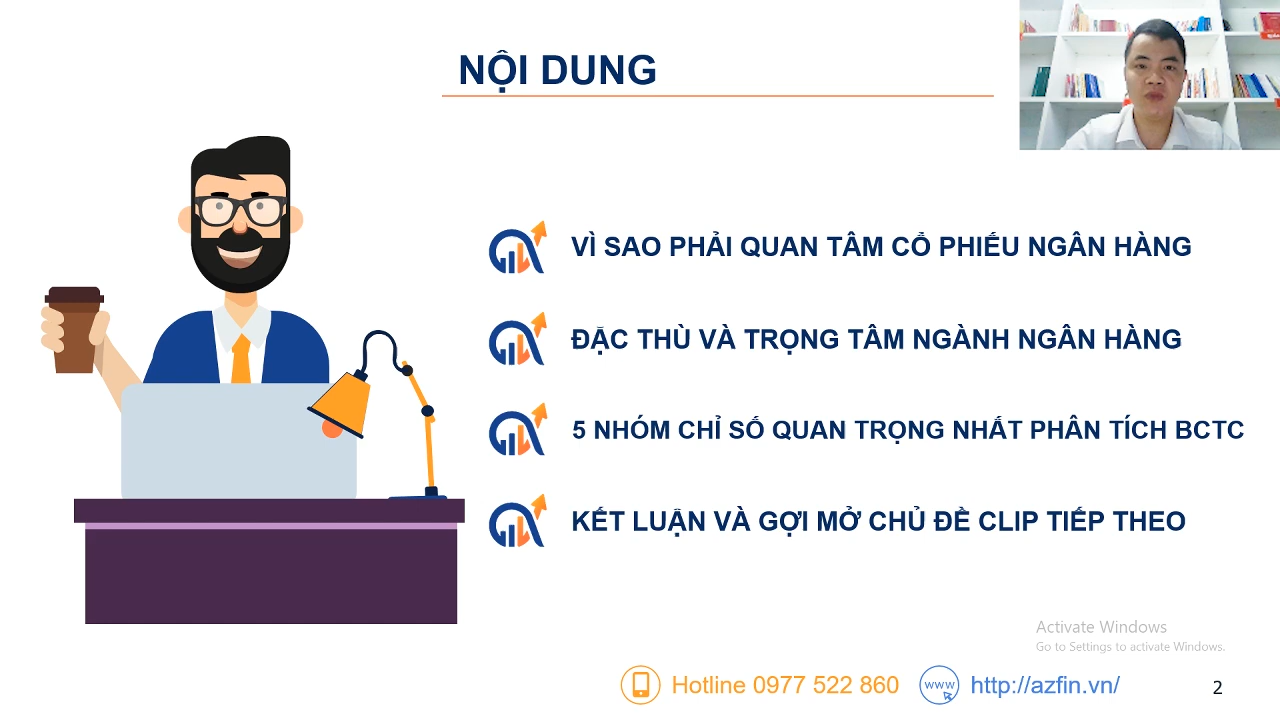 NỘI DUNG
VÌ SAO PHẢI QUAN TÂM CỔ PHIẾU NGÂN HÀNG
ĐẶC THÙ VÀ TRỌNG TÂM NGÀNH NGÂN HÀNG
5 NHÓM CHỈ SỐ QUAN TRỌNG NHẤT PHÂN TÍCH BCTC
KẾT LUẬN VÀ GỢI MỞ CHỦ ĐỀ CLIP TIẾP THEO
Activate Windows
Go to Settings to activate Windows.
Hotline 0977 522 860
www
http://azfin.vn/
2